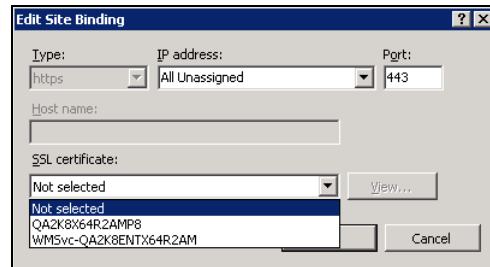 Edit Site Binding
Type: IP address: Port:
https All Unassigned 443
Host name:
SSL certificate:
Not selected View...
Not selected
QA2K8X64R2AMP8
WMSvc-QA2K8ENTX64R2AM
Cancel